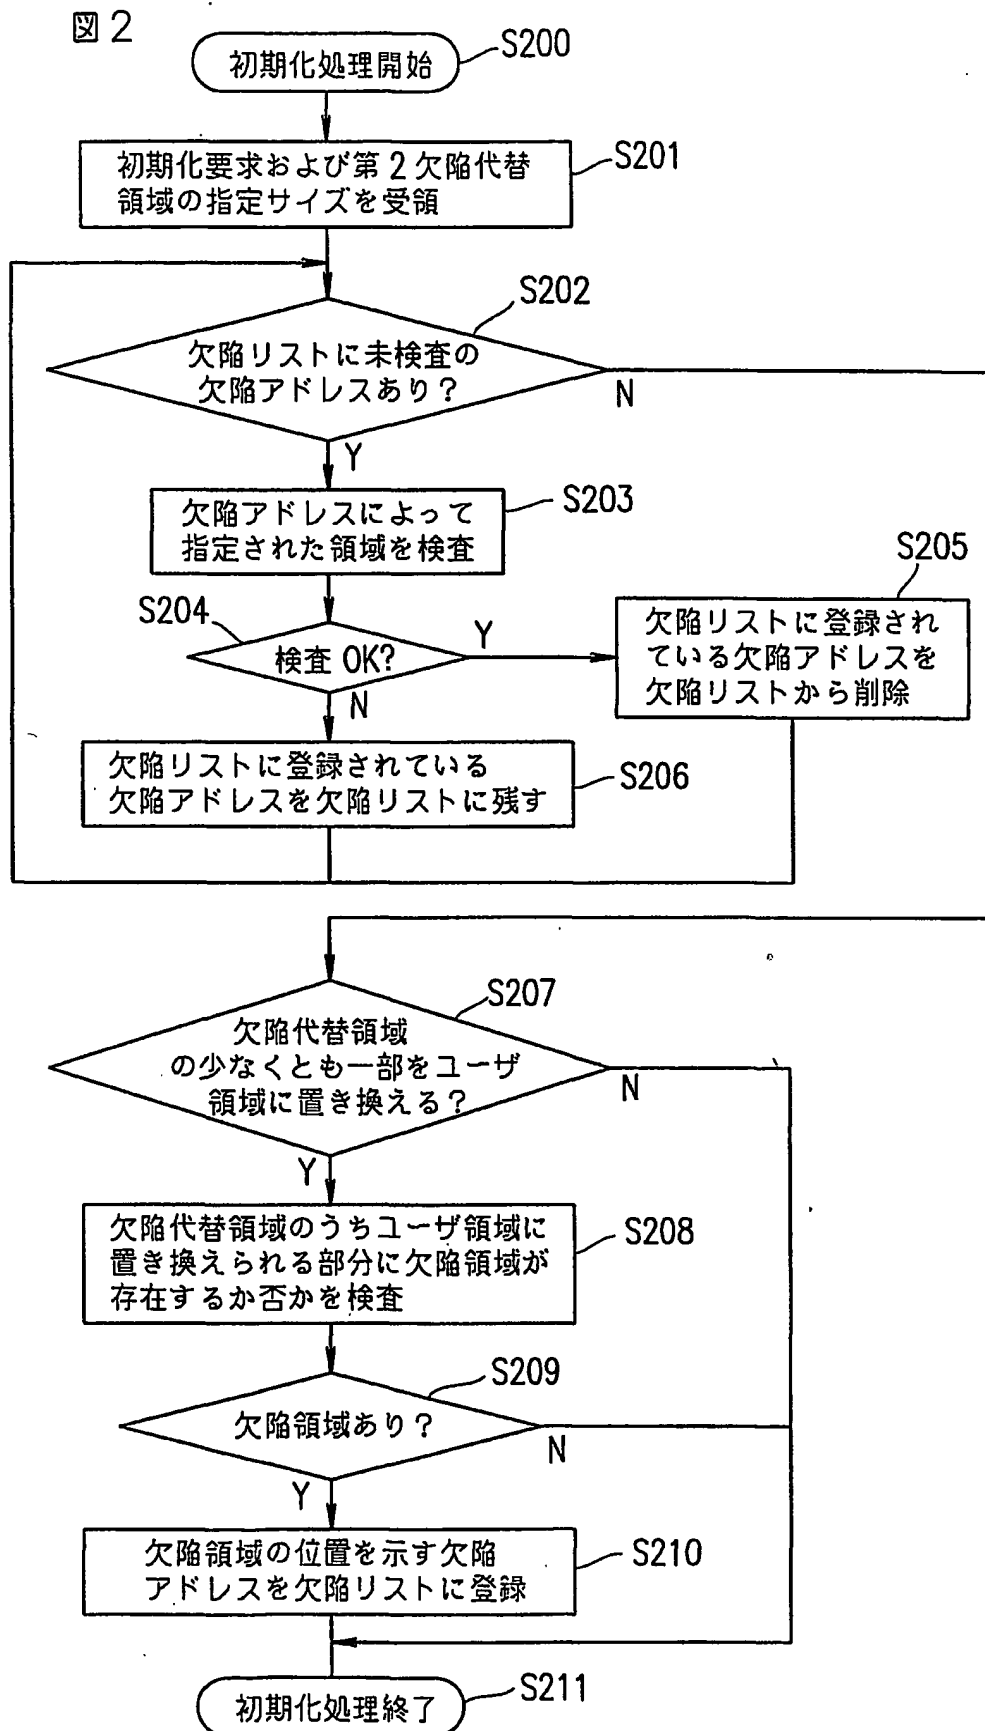 図2
初期化処理開始
S200
初期化要求および第2欠陥代替
領域の指定サイズを受領
S201
S202
欠陥リストに未検査の
欠陥アドレスあり?
N
Y
欠陥アドレスによって
指定された領域を検査
S203
S204
検査 OK?
Y
N
S205
欠陥リストに登録され
ている欠陥アドレスを
欠陥リストから削除
欠陥リストに登録されている
欠陥アドレスを欠陥リストに残す
S206
S207
欠陥代替領域
の少なくとも一部をユーザ
領域に置き換える?
N
Y
欠陥代替領域のうちユーザ領域に
置き換えられる部分に欠陥領域が
存在するか否かを検査
S208
S209
欠陥領域あり?
N
Y
欠陥領域の位置を示す欠陥
アドレスを欠陥リストに登録
S210
初期化処理終了
S211